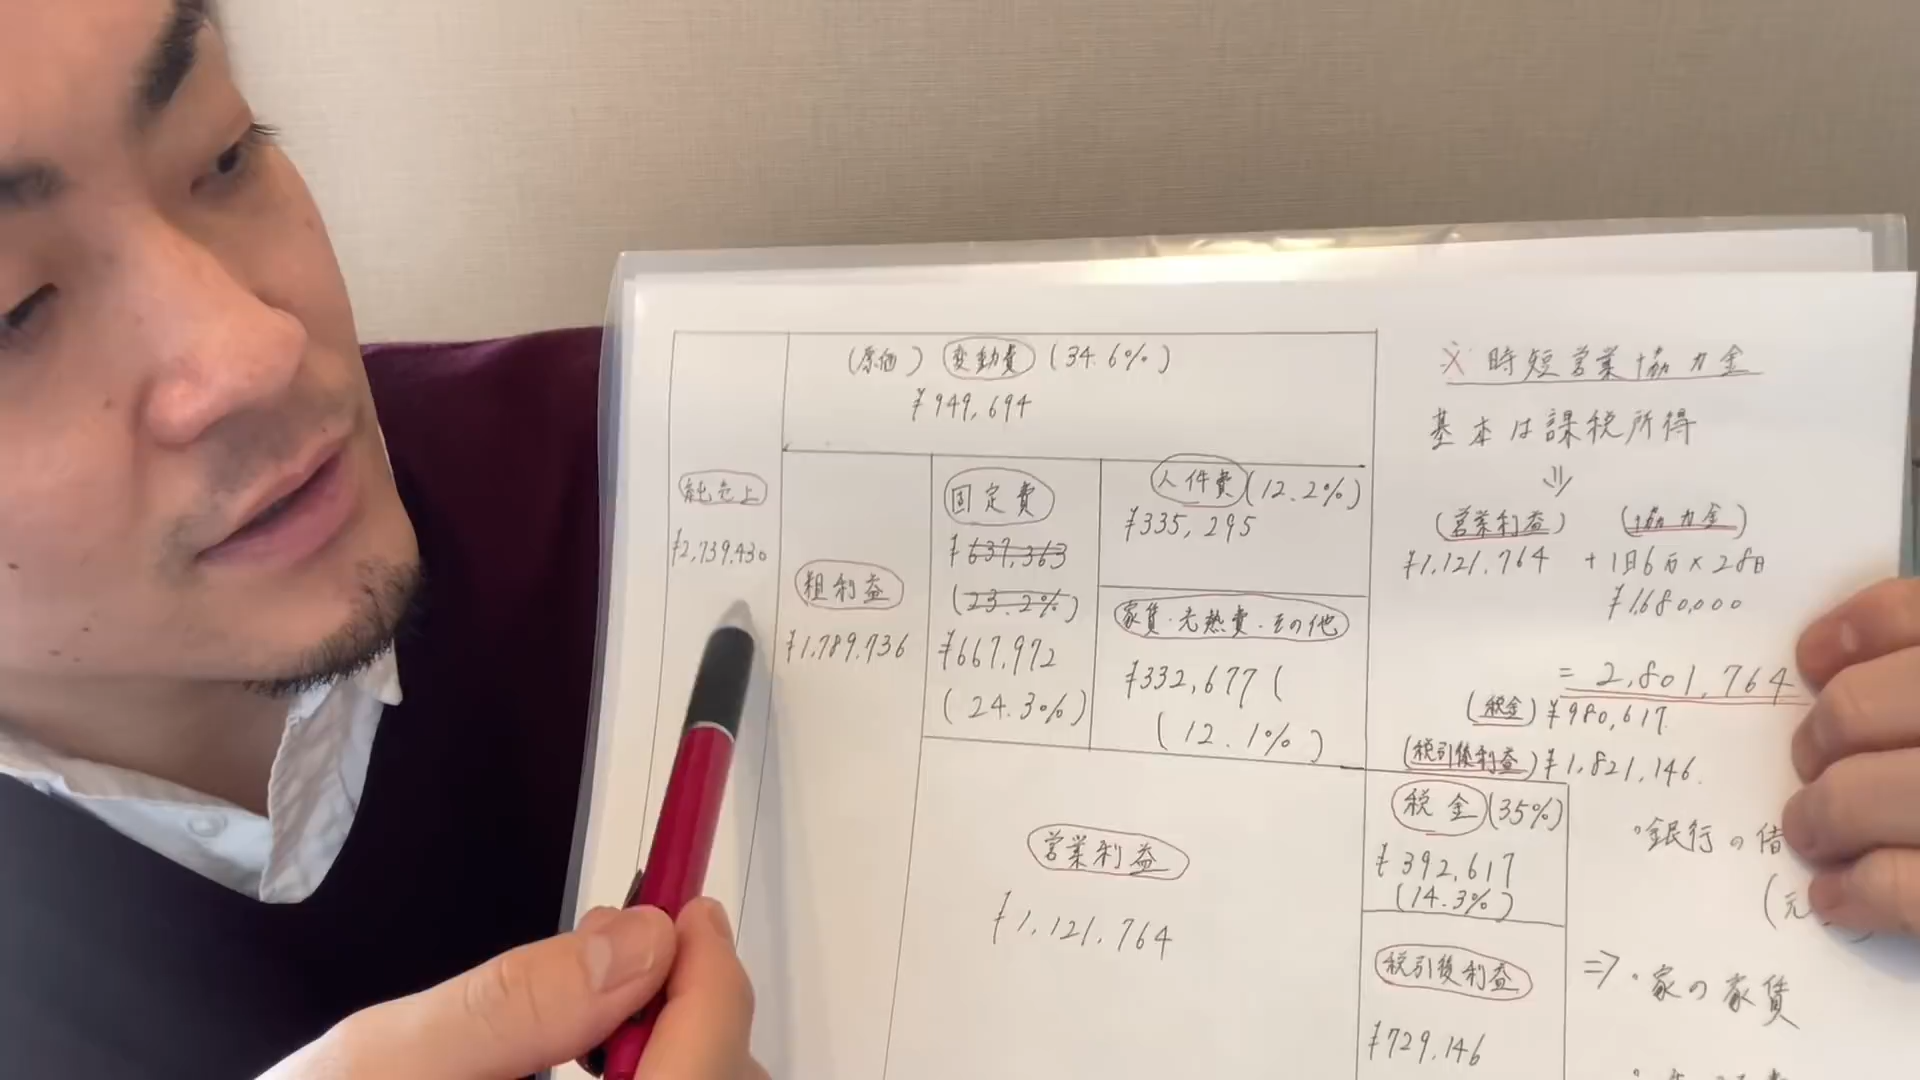 (原価) 変動費 (34.6%)
¥949,694
純売上
¥2,739,430
粗利益
¥1,789,736
固定費
¥637,363
(23.2%)
¥667,972
(24.3%)
人件費 (12.2%)
¥335,295
家賃・光熱費・その他
¥332,677 (
(12.1%)
営業利益
¥1,121,764
税金 (35%)
¥392,617
(14.3%)
税引後利益
¥729,146
※時短営業協力金
基本は課税所得
(営業利益) (協力金)
¥1,121,764 + 1日6万×28日
¥1,680,000
= 2,801,764
(税金) ¥980,617.
(税引後利益) ¥1,821,146.
・銀行の借
(元
⇒・家の家賃